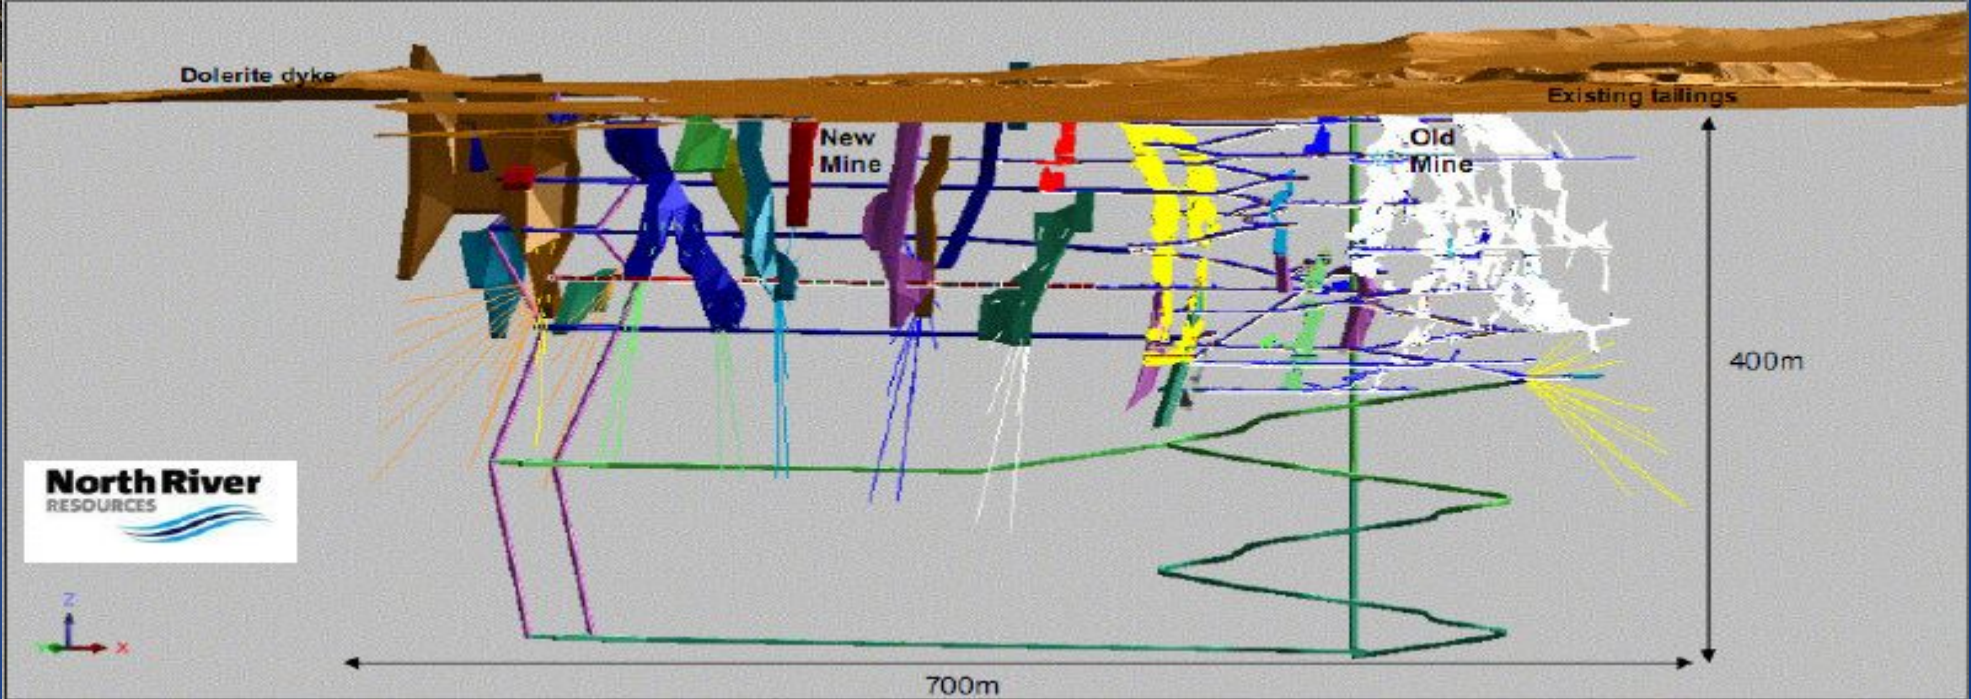 Dolerite dyke
Existing tailings
New
Mine
Old
Mine
400m
North River
RESOURCES
Z
Y
X
700m